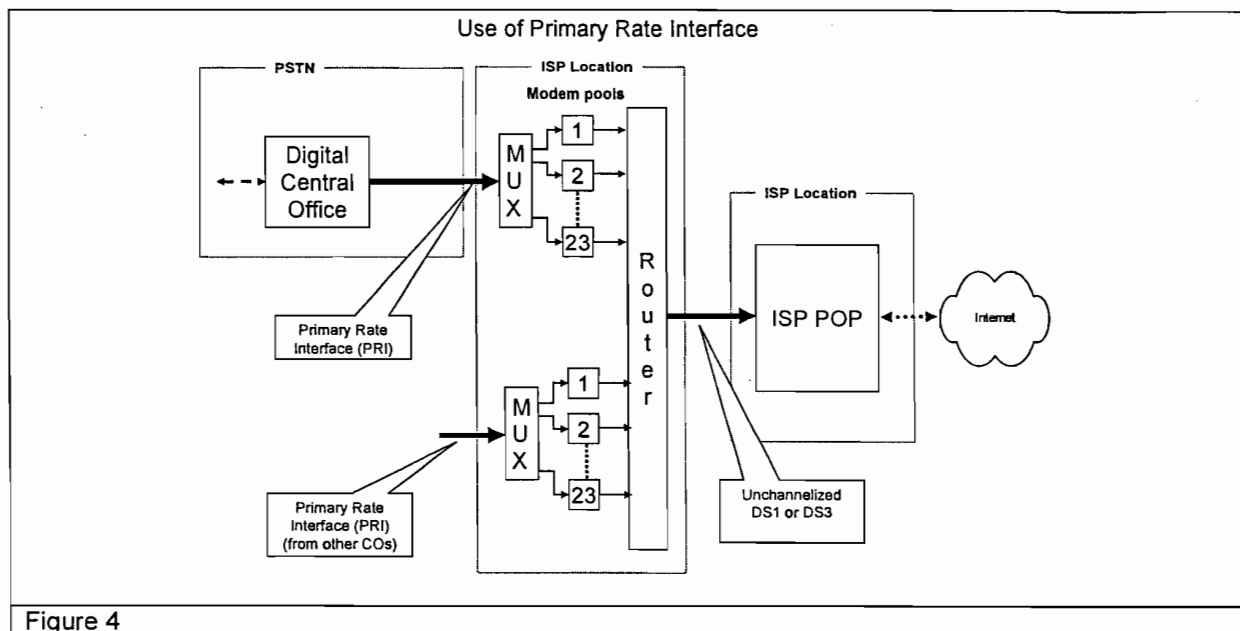 Use of Primary Rate Interface
PSTN
ISP Location
Modem pools
Digital
Central
Office
M
U
X
1
2
23
R
o
u
t
e
r
ISP Location
ISP POP
Internet
Primary Rate
Interface (PRI)
M
U
X
1
2
23
Primary Rate
Interface (PRI)
(from other COs)
Unchannelized
DS1 or DS3
Figure 4